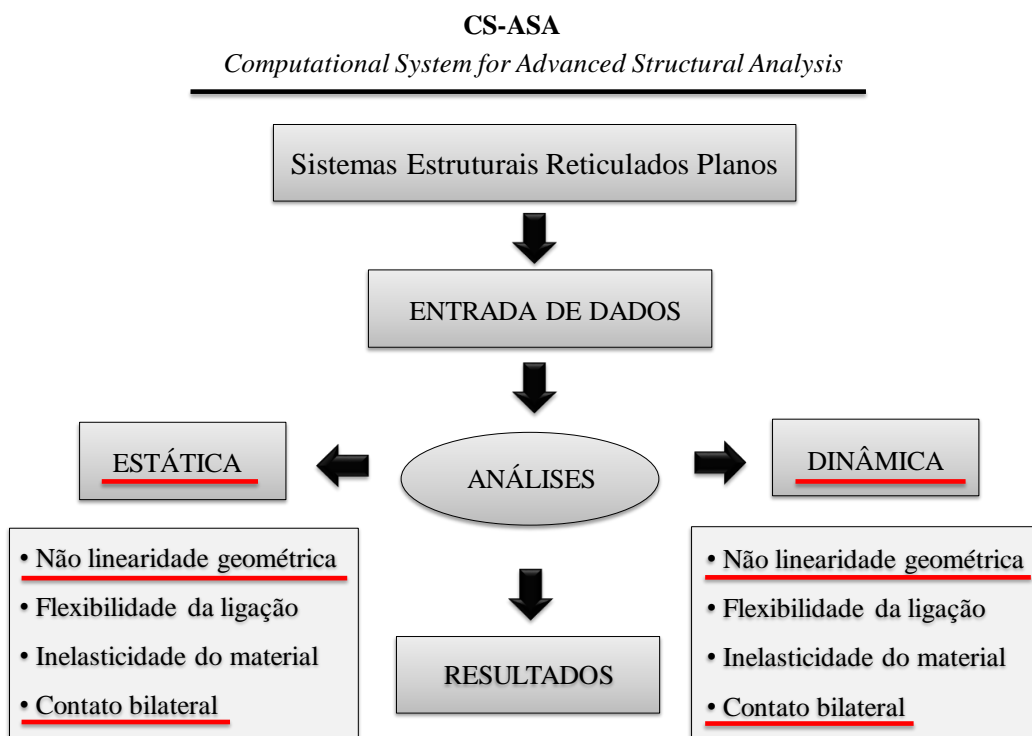 CS-ASA
Computational System for Advanced Structural Analysis
Sistemas Estruturais Reticulados Planos
ENTRADA DE DADOS
ESTÁTICA
ANÁLISES
DINÂMICA
• Não linearidade geométrica
• Flexibilidade da ligação
• Inelasticidade do material
• Contato bilateral
RESULTADOS
• Não linearidade geométrica
• Flexibilidade da ligação
• Inelasticidade do material
• Contato bilateral